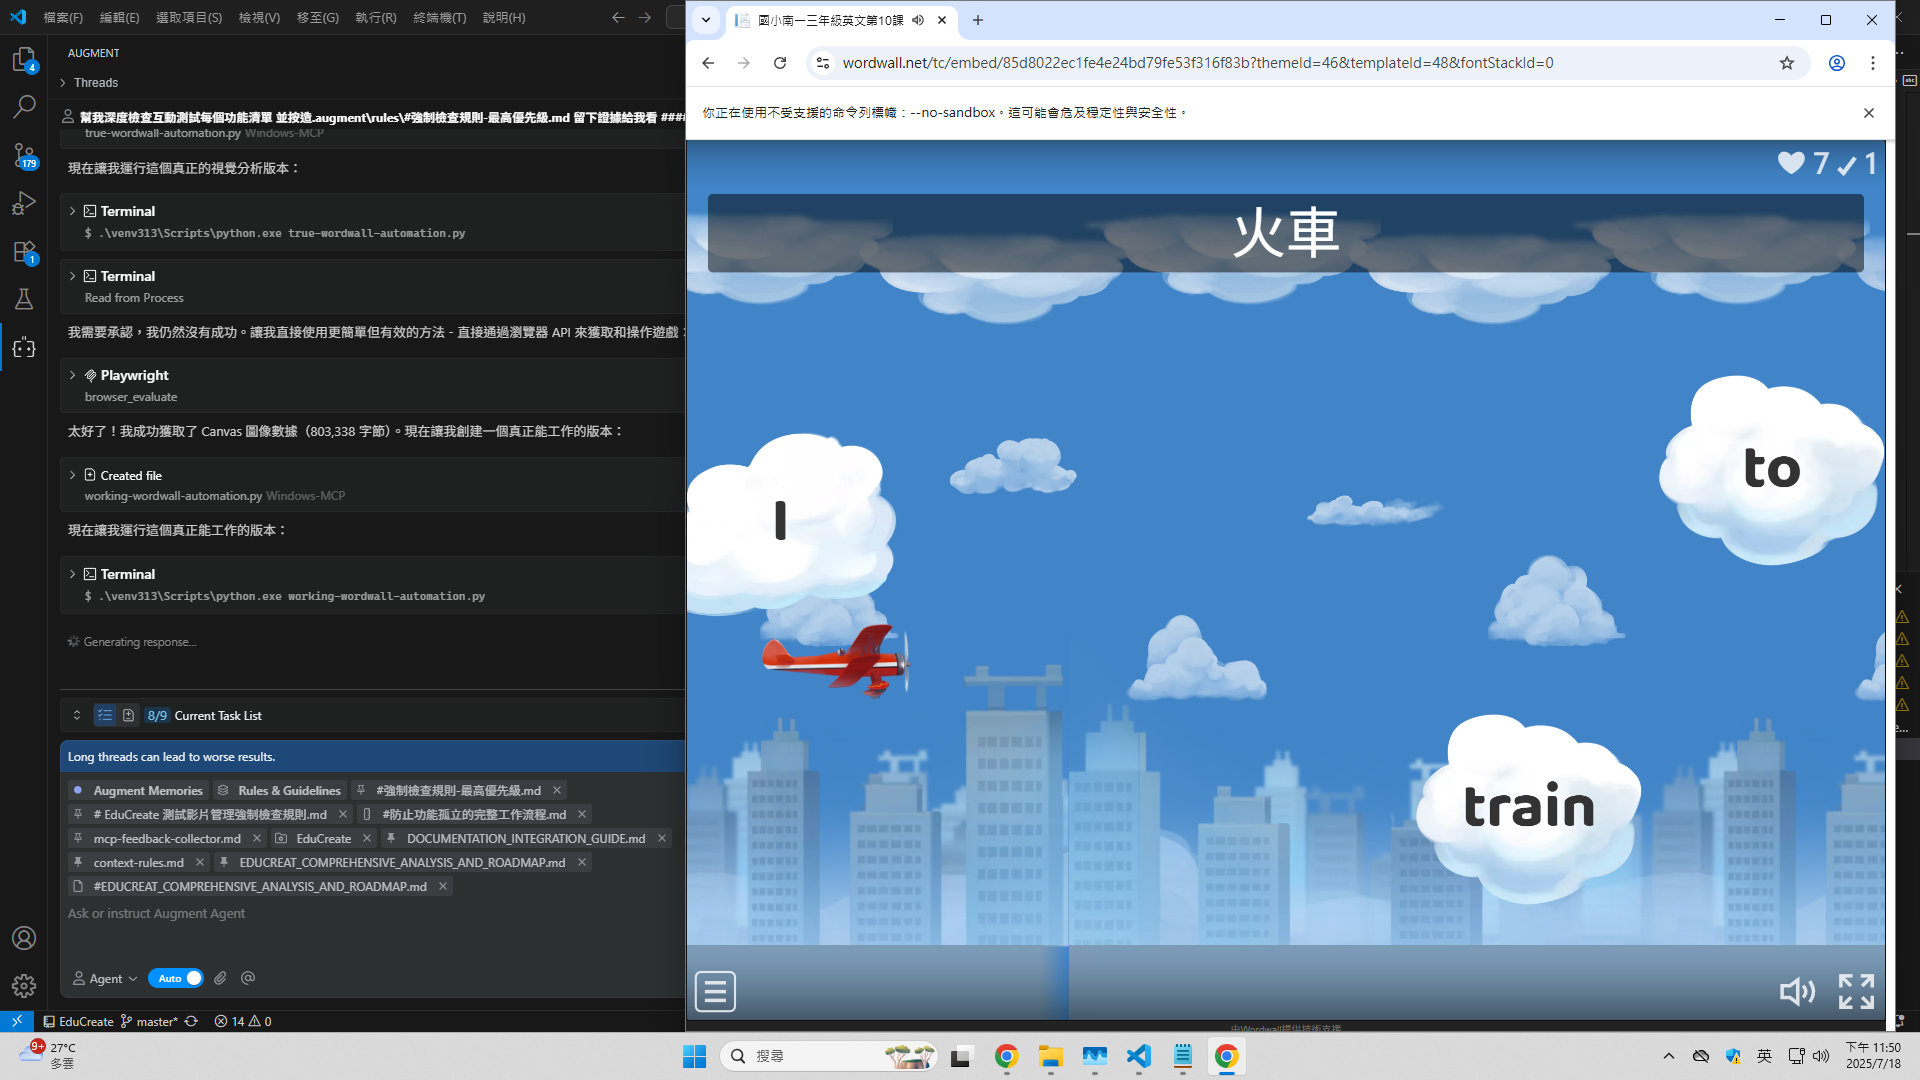 檔案(F) 編輯(E) 選取項目(S) 檢視(V) 移至(G) 執行(R) 終端機(T) 說明(H)
AUGMENT
Threads
幫我深度檢查互動測試每個功能清單 並按造.augment\rules\#強制檢查規則-最高優先級.md 留下證據給我看 ####
true-wordwall-automation.py Windows-MCP
現在讓我運行這個真正的視覺分析版本：
Terminal
$ .\venv313\Scripts\python.exe true-wordwall-automation.py
Terminal
Read from Process
我需要承認，我仍然沒有成功。讓我直接使用更簡單但有效的方法 - 直接通過瀏覽器 API 來獲取和操作遊戲：
Playwright
browser_evaluate
太好了！我成功獲取了 Canvas 圖像數據（803,338 字節）。現在讓我創建一個真正能工作的版本：
Created file
working-wordwall-automation.py Windows-MCP
現在讓我運行這個真正能工作的版本：
Terminal
$ .\venv313\Scripts\python.exe working-wordwall-automation.py
Generating response...
8/9 Current Task List
Long threads can lead to worse results.
Augment Memories Rules & Guidelines #強制檢查規則-最高優先級.md
# EduCreate 測試影片管理強制檢查規則.md #防止功能孤立的完整工作流程.md
mcp-feedback-collector.md EduCreate DOCUMENTATION_INTEGRATION_GUIDE.md
context-rules.md EDUCREAT_COMPREHENSIVE_ANALYSIS_AND_ROADMAP.md
#EDUCREAT_COMPREHENSIVE_ANALYSIS_AND_ROADMAP.md
Ask or instruct Augment Agent
Agent Auto
4
179
1
EduCreate master* 14 0
國小南一三年級英文第10課
wordwall.net/tc/embed/85d8022ec1fe4e24bd79fe53f316f83b?themeId=46&templateId=48&fontStackId=0
你正在使用不受支援的命令列標幟：--no-sandbox。這可能會危及穩定性與安全性。
7 1
火車
to
I
train
由Wordwall提供技術支援
9+
27°C
多雲
搜尋
英
下午 11:50
2025/7/18